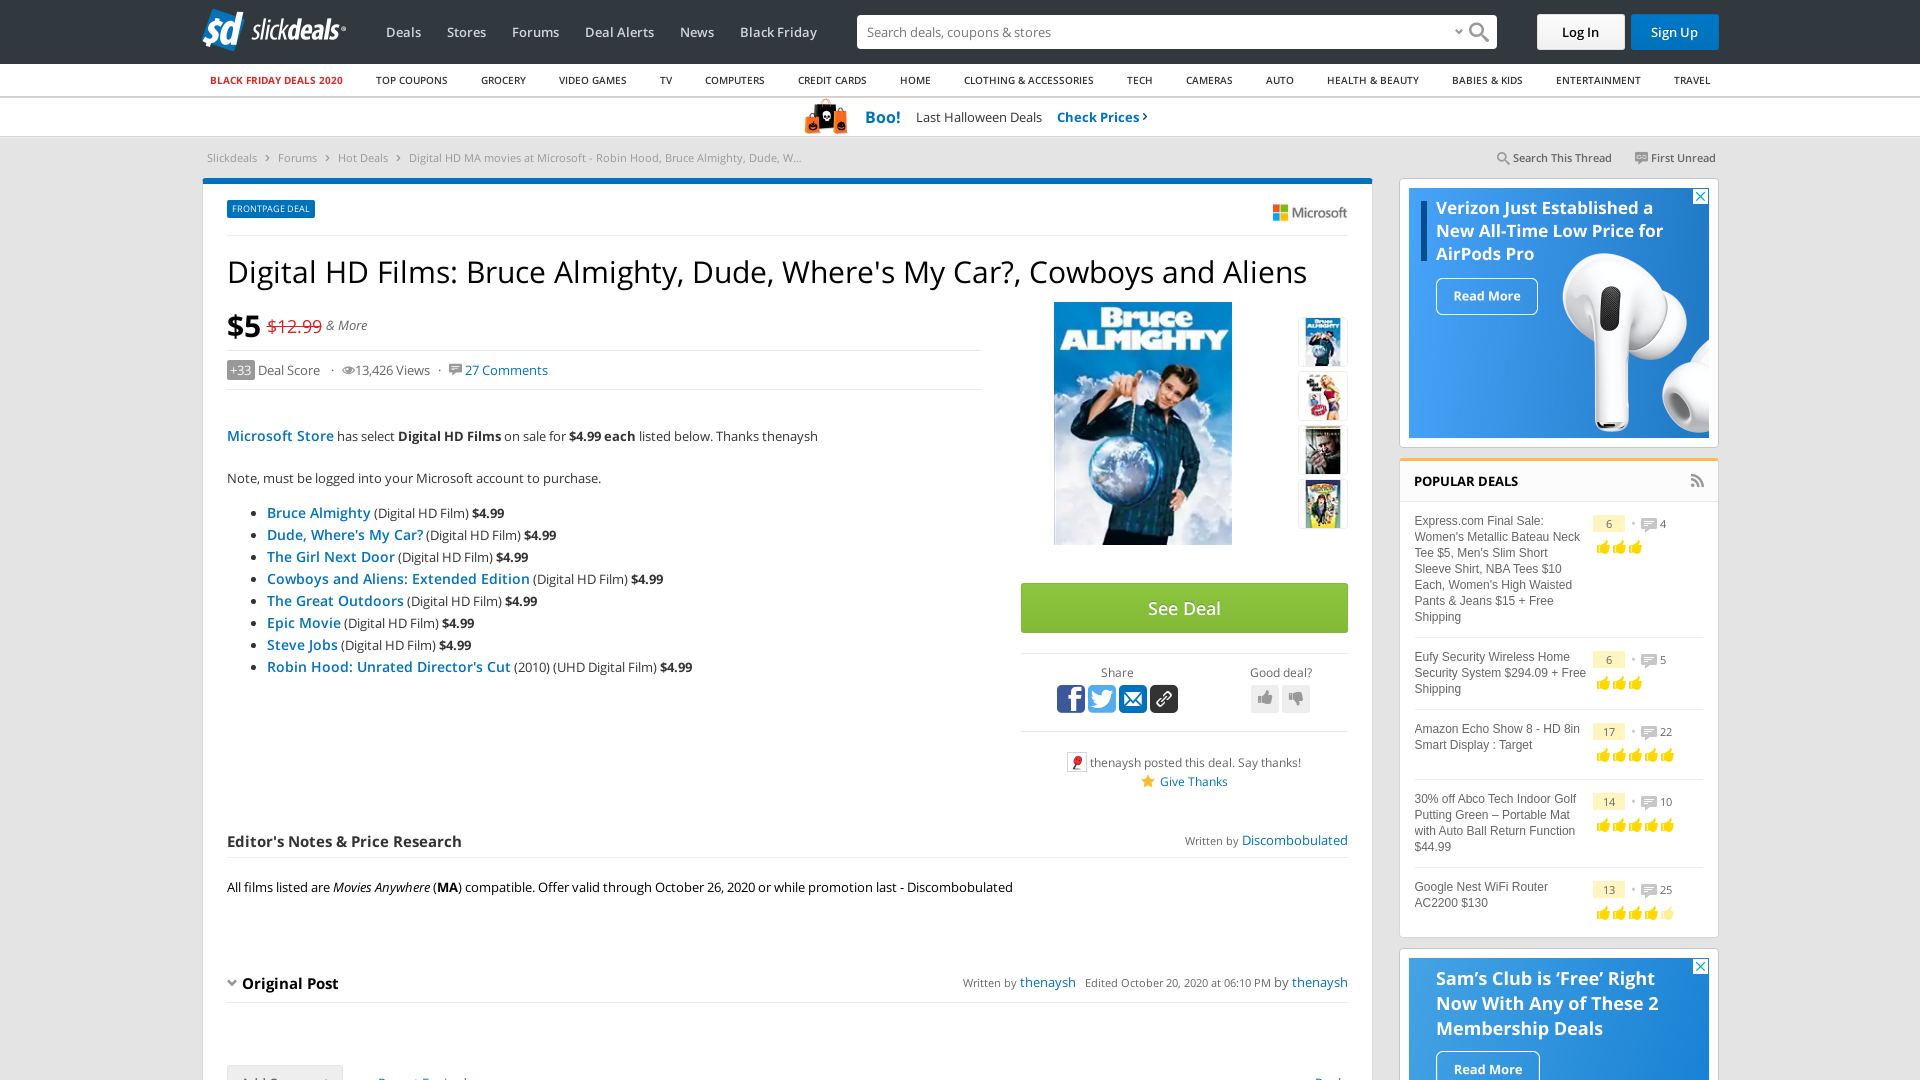 slickdeals
Deals
Stores
Forums
Deal Alerts
News
Black Friday
Search deals, coupons & stores
Log In
Sign Up
BLACK FRIDAY DEALS 2020
TOP COUPONS
GROCERY
VIDEO GAMES
TV
COMPUTERS
CREDIT CARDS
HOME
CLOTHING & ACCESSORIES
TECH
CAMERAS
AUTO
HEALTH & BEAUTY
BABIES & KIDS
ENTERTAINMENT
TRAVEL
Boo! Last Halloween Deals Check Prices
Slickdeals › Forums › Hot Deals › Digital HD MA movies at Microsoft - Robin Hood, Bruce Almighty, Dude, W...
Search This Thread
First Unread
FRONTPAGE DEAL
Microsoft
Digital HD Films: Bruce Almighty, Dude, Where's My Car?, Cowboys and Aliens
$5 $12.99 & More
+33 Deal Score · 13,426 Views · 27 Comments
Microsoft Store has select Digital HD Films on sale for $4.99 each listed below. Thanks thenaysh
Note, must be logged into your Microsoft account to purchase.
Bruce Almighty (Digital HD Film) $4.99
Dude, Where's My Car? (Digital HD Film) $4.99
The Girl Next Door (Digital HD Film) $4.99
Cowboys and Aliens: Extended Edition (Digital HD Film) $4.99
The Great Outdoors (Digital HD Film) $4.99
Epic Movie (Digital HD Film) $4.99
Steve Jobs (Digital HD Film) $4.99
Robin Hood: Unrated Director's Cut (2010) (UHD Digital Film) $4.99
Bruce
ALMIGHTY
See Deal
Share
Good deal?
thenaysh posted this deal. Say thanks!
Give Thanks
Editor's Notes & Price Research
Written by Discombobulated
All films listed are Movies Anywhere (MA) compatible. Offer valid through October 26, 2020 or while promotion last - Discombobulated
Original Post
Written by thenaysh Edited October 20, 2020 at 06:10 PM by thenaysh
Verizon Just Established a
New All-Time Low Price for
AirPods Pro
Read More
POPULAR DEALS
Express.com Final Sale:
Women's Metallic Bateau Neck
Tee $5, Men's Slim Short
Sleeve Shirt, NBA Tees $10
Each, Women's High Waisted
Pants & Jeans $15 + Free
Shipping
6 • 4
Eufy Security Wireless Home
Security System $294.09 + Free
Shipping
6 • 5
Amazon Echo Show 8 - HD 8in
Smart Display : Target
17 • 22
30% off Abco Tech Indoor Golf
Putting Green – Portable Mat
with Auto Ball Return Function
$44.99
14 • 10
Google Nest WiFi Router
AC2200 $130
13 • 25
Sam's Club is 'Free' Right
Now With Any of These 2
Membership Deals
Read More